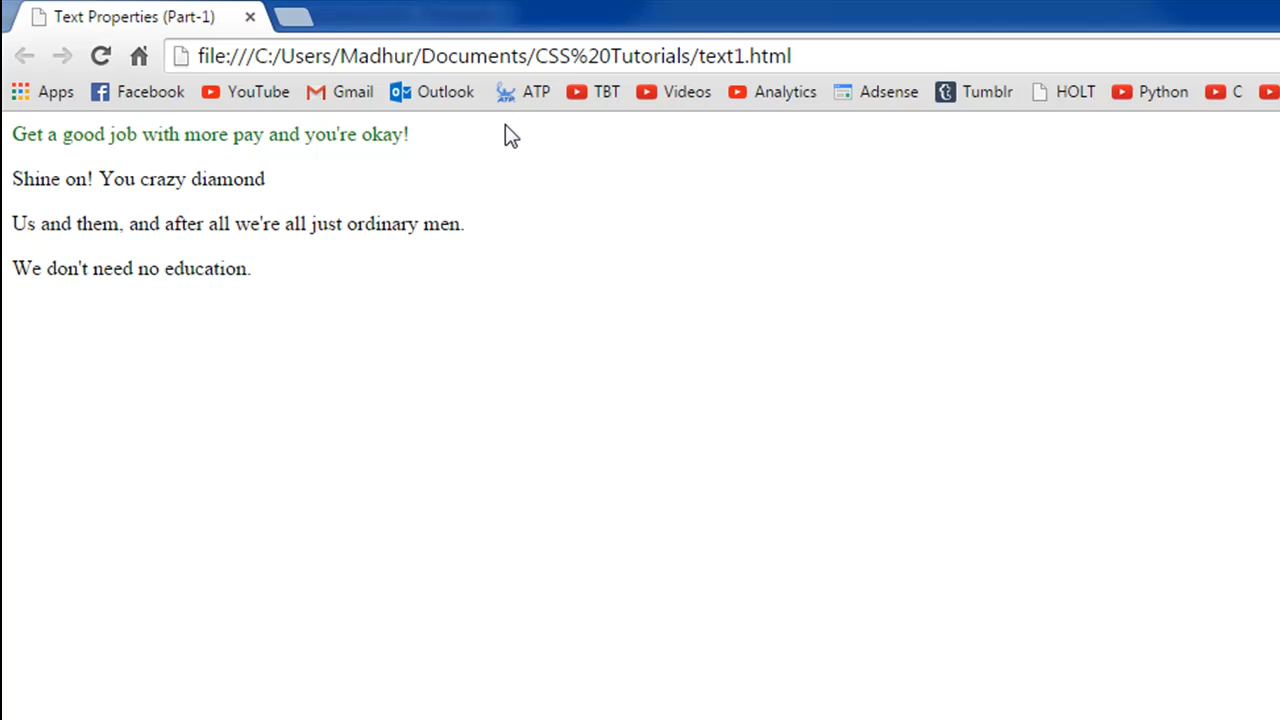 Text Properties (Part-1)
file:///C:/Users/Madhur/Documents/CSS%20Tutorials/text1.html
Apps Facebook YouTube Gmail Outlook ATP TBT Videos Analytics Adsense Tumblr HOLT Python C
Get a good job with more pay and you're okay!
Shine on! You crazy diamond
Us and them, and after all we're all just ordinary men.
We don't need no education.